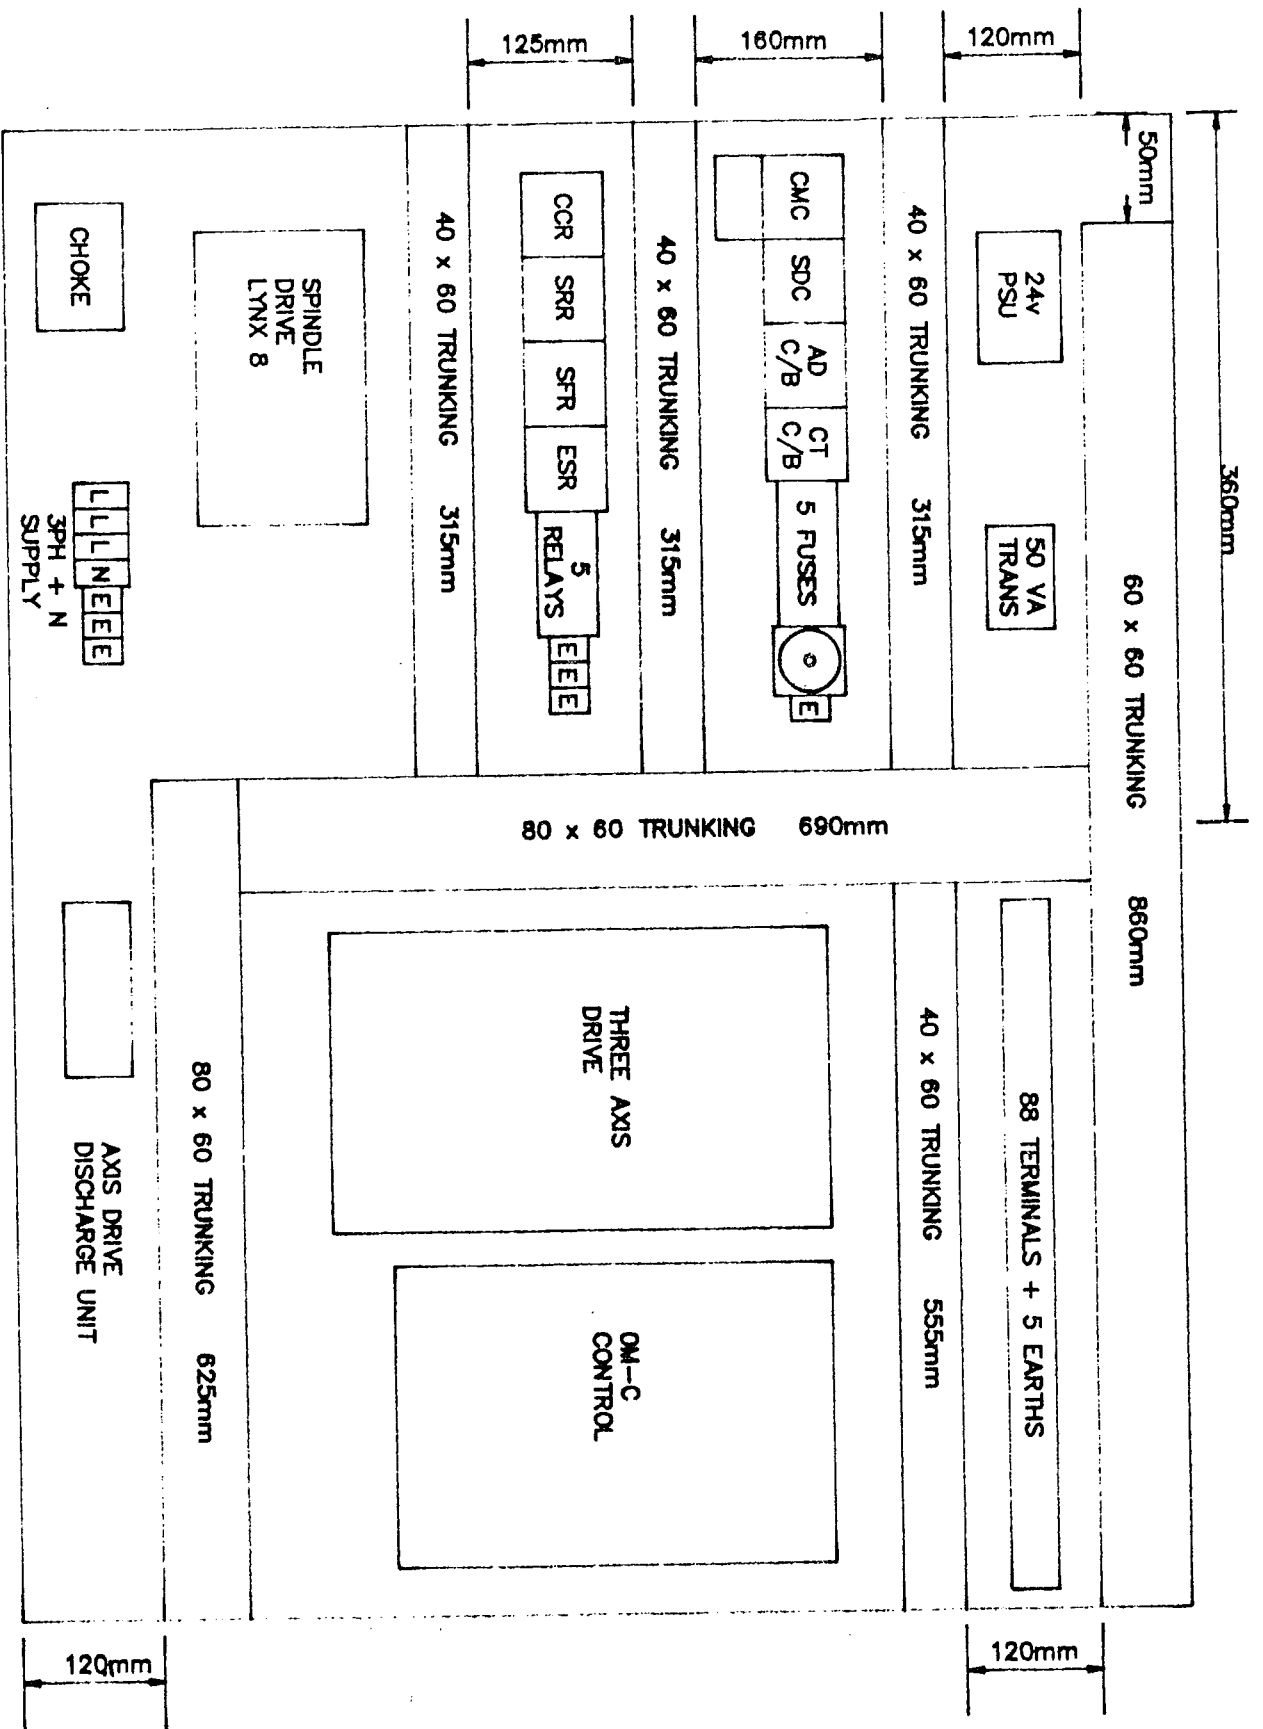 125mm
160mm
120mm
50mm
360mm
60 x 60 TRUNKING 860mm
24v
PSU
50 VA
TRANS
88 TERMINALS + 5 EARTHS
40 x 60 TRUNKING 315mm
40 x 60 TRUNKING 555mm
CMC
SDC
AD
C/B
CT
C/B
5 FUSES
E
40 x 60 TRUNKING 315mm
CCR
SRR
SFR
ESR
5
RELAYS
E
E
E
40 x 60 TRUNKING 315mm
80 x 60 TRUNKING 690mm
THREE AXIS
DRIVE
OM-C
CONTROL
SPINDLE
DRIVE
LYNX 8
CHOKE
L
L
L
N
E
E
E
3PH + N
SUPPLY
80 x 60 TRUNKING 625mm
AXIS DRIVE
DISCHARGE UNIT
120mm
120mm